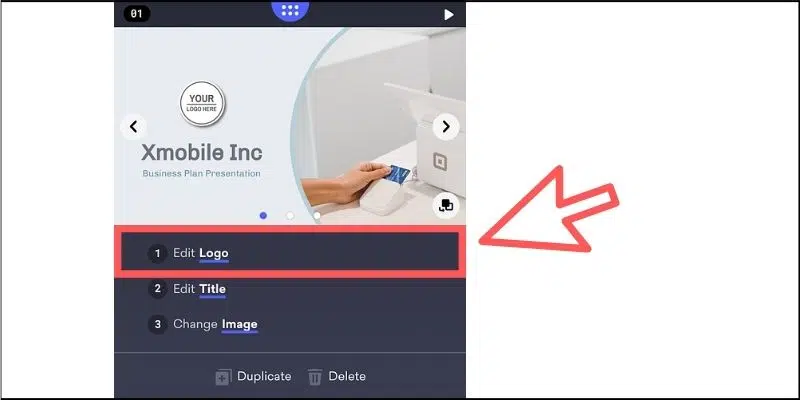 01
YOUR
LOGO HERE
Xmobile Inc
Business Plan Presentation
1 Edit Logo
2 Edit Title
3 Change Image
Duplicate Delete